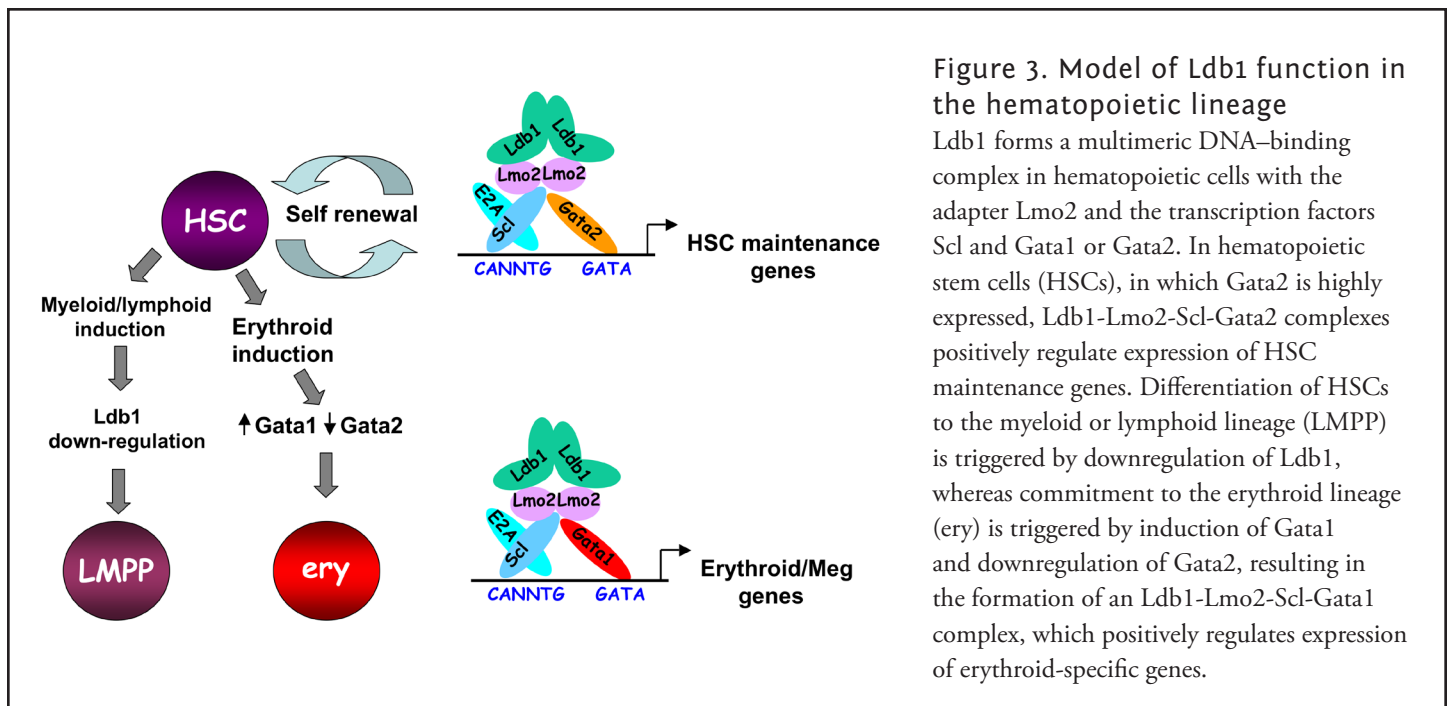 HSC
Self renewal
Myeloid/lymphoid
induction
Erythroid
induction
Ldb1
down-regulation
↑Gata1 ↓Gata2
LMPP
ery
Ldb1 Ldb1
Lmo2 Lmo2
E2A
Scl
Gata2
CANNTG GATA
HSC maintenance
genes
Ldb1 Ldb1
Lmo2 Lmo2
E2A
Scl
Gata1
CANNTG GATA
Erythroid/Meg
genes
Figure 3. Model of Ldb1 function in
the hematopoietic lineage
Ldb1 forms a multimeric DNA–binding
complex in hematopoietic cells with the
adapter Lmo2 and the transcription factors
Scl and Gata1 or Gata2. In hematopoietic
stem cells (HSCs), in which Gata2 is highly
expressed, Ldb1-Lmo2-Scl-Gata2 complexes
positively regulate expression of HSC
maintenance genes. Differentiation of HSCs
to the myeloid or lymphoid lineage (LMPP)
is triggered by downregulation of Ldb1,
whereas commitment to the erythroid lineage
(ery) is triggered by induction of Gata1
and downregulation of Gata2, resulting in
the formation of an Ldb1-Lmo2-Scl-Gata1
complex, which positively regulates expression
of erythroid-specific genes.